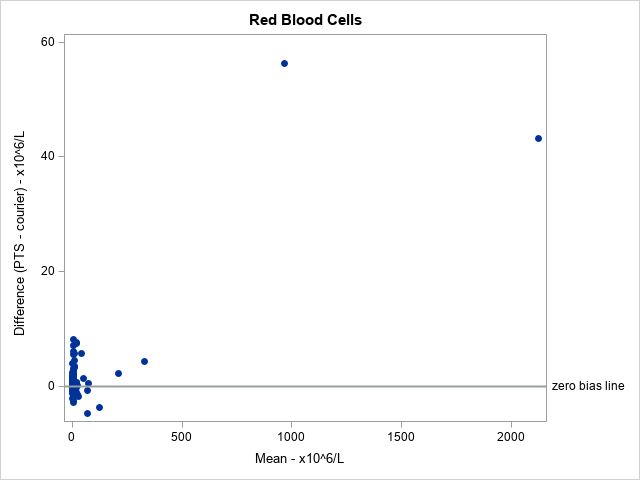 Red Blood Cells
60
40
20
0
Difference (PTS - courier) - x10^6/L
zero bias line
0 500 1000 1500 2000
Mean - x10^6/L